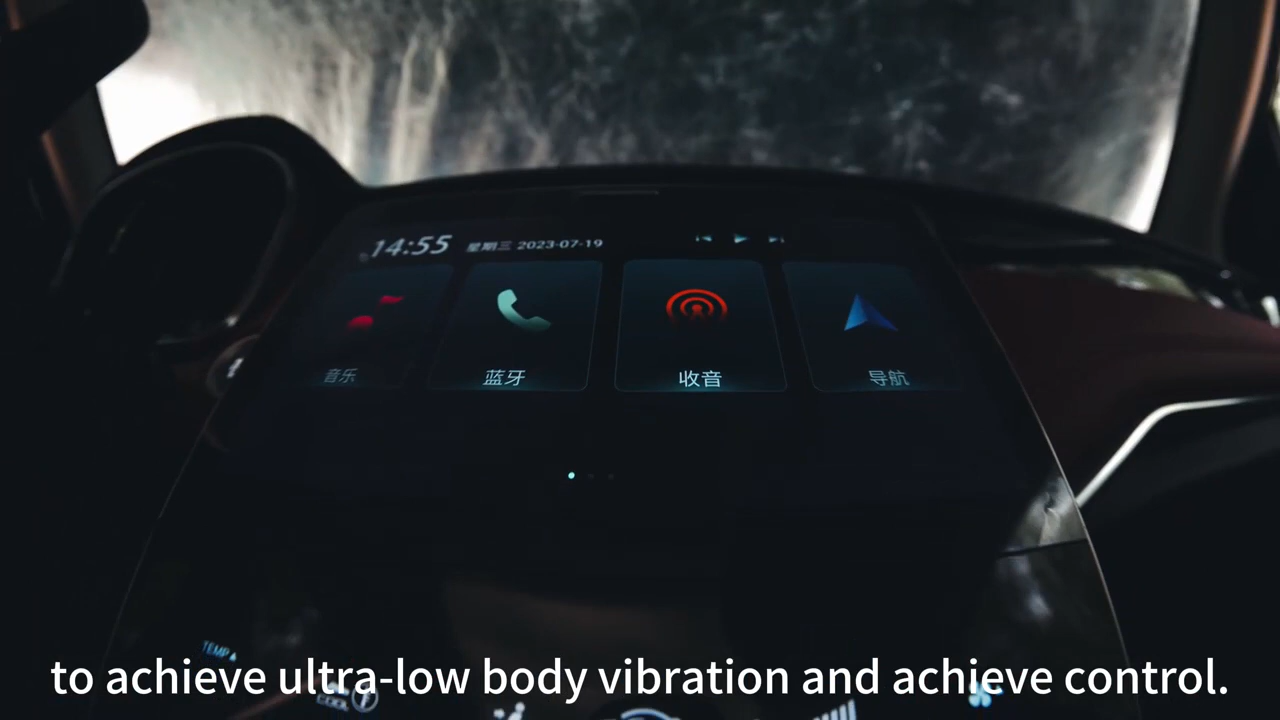 14:55 星期三 2023-07-19
音乐 蓝牙 收音 导航
TEMP
COOL
to achieve ultra-low body vibration and achieve control.